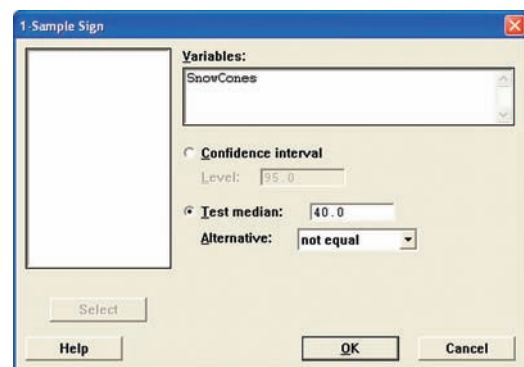 1-Sample Sign
Variables:
SnowCones
Confidence interval
Level: 95.0
Test median: 40.0
Alternative: not equal
Select
Help OK Cancel